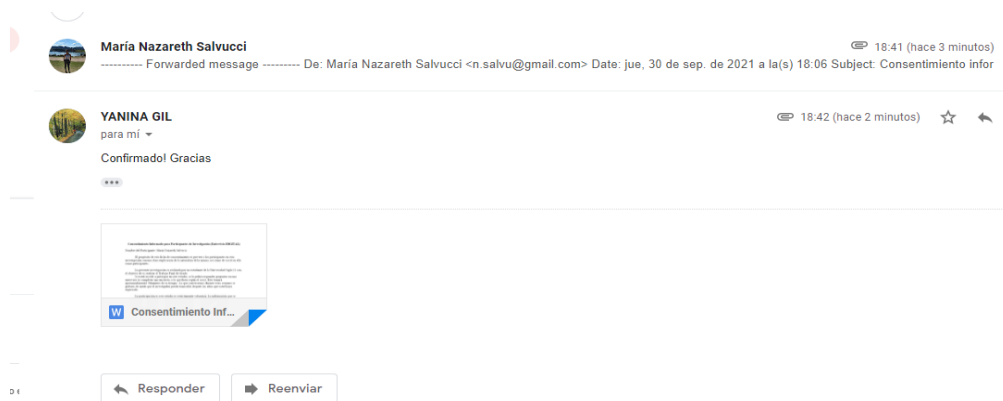 María Nazareth Salvucci
18:41 (hace 3 minutos)
---------- Forwarded message --------- De: María Nazareth Salvucci <n.salvu@gmail.com> Date: jue, 30 de sep. de 2021 a la(s) 18:06 Subject: Consentimiento infor
YANINA GIL
18:42 (hace 2 minutos)
para mí
Confirmado! Gracias
W Consentimiento Inf...
Responder
Reenviar